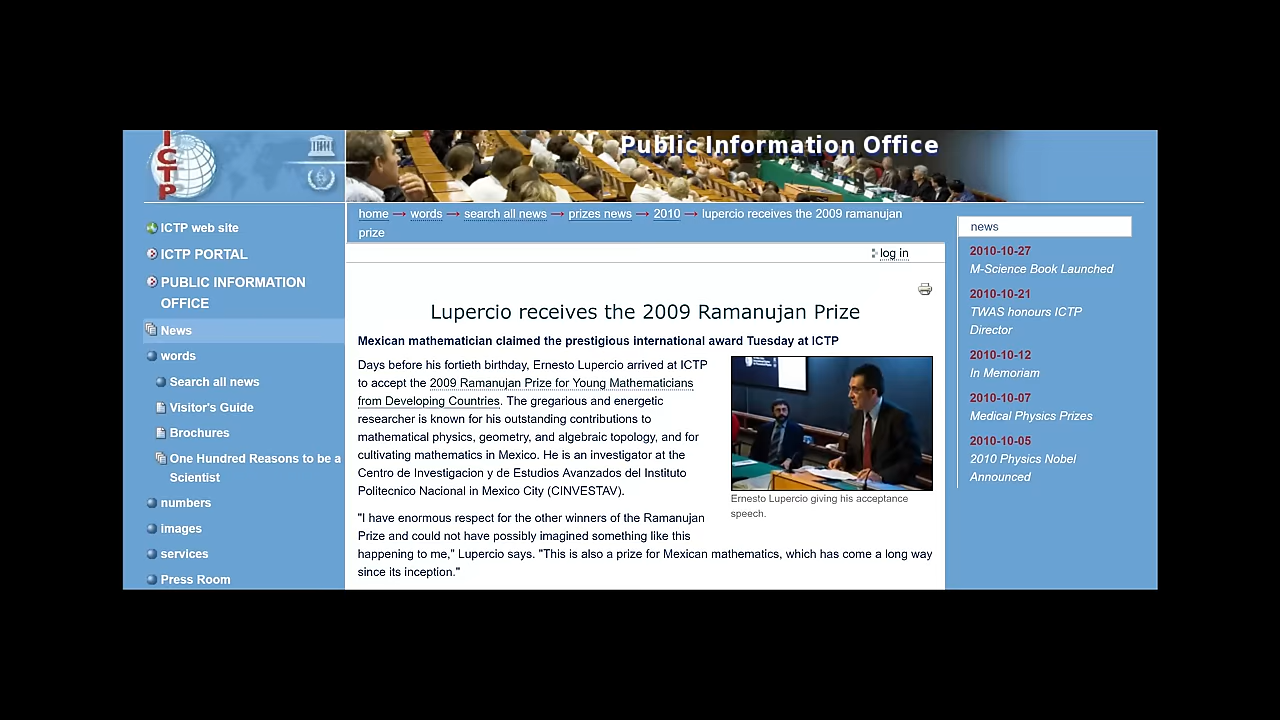 ICTP
Public Information Office
home → words → search all news → prizes news → 2010 → lupercio receives the 2009 ramanujan
prize
ICTP web site
ICTP PORTAL
PUBLIC INFORMATION
OFFICE
News
words
Search all news
Visitor's Guide
Brochures
One Hundred Reasons to be a
Scientist
numbers
images
services
Press Room
log in
Lupercio receives the 2009 Ramanujan Prize
Mexican mathematician claimed the prestigious international award Tuesday at ICTP
Days before his fortieth birthday, Ernesto Lupercio arrived at ICTP
to accept the 2009 Ramanujan Prize for Young Mathematicians
from Developing Countries. The gregarious and energetic
researcher is known for his outstanding contributions to
mathematical physics, geometry, and algebraic topology, and for
cultivating mathematics in Mexico. He is an investigator at the
Centro de Investigacion y de Estudios Avanzados del Instituto
Politecnico Nacional in Mexico City (CINVESTAV).
Ernesto Lupercio giving his acceptance
speech.
"I have enormous respect for the other winners of the Ramanujan
Prize and could not have possibly imagined something like this
happening to me," Lupercio says. "This is also a prize for Mexican mathematics, which has come a long way
since its inception."
news
2010-10-27
M-Science Book Launched
2010-10-21
TWAS honours ICTP
Director
2010-10-12
In Memoriam
2010-10-07
Medical Physics Prizes
2010-10-05
2010 Physics Nobel
Announced